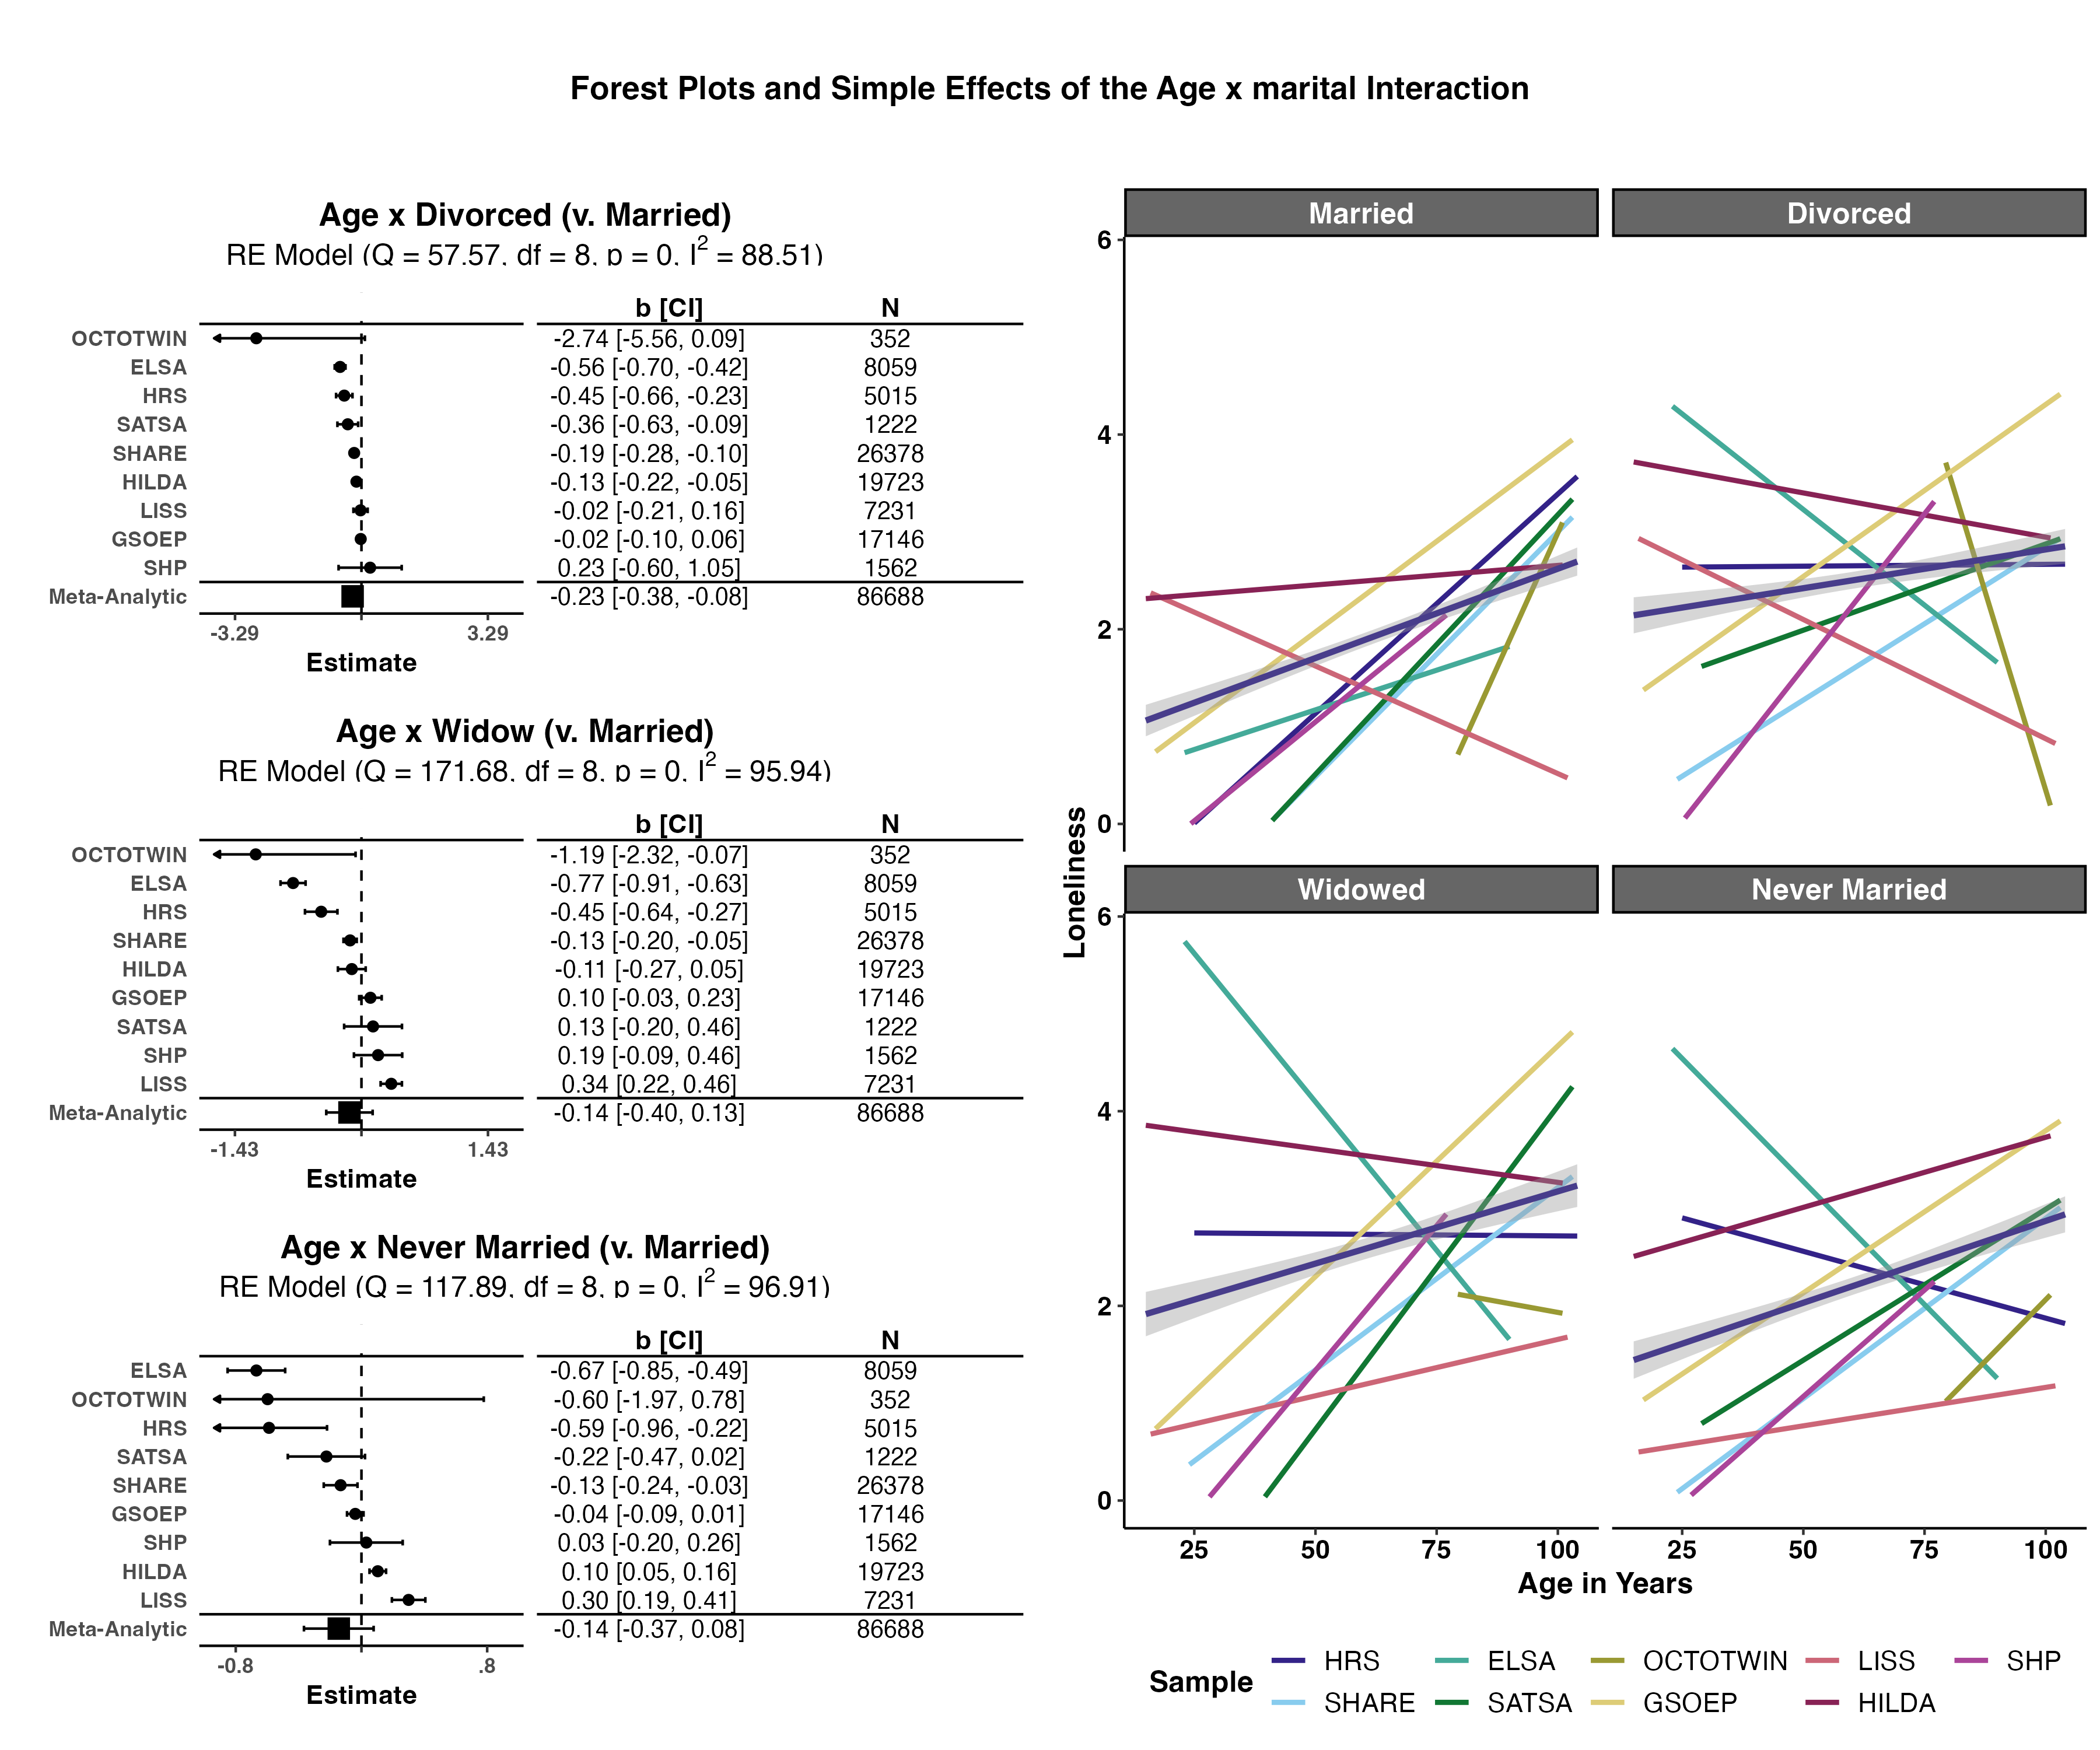 Forest Plots and Simple Effects of the Age x marital Interaction
Age x Divorced (v. Married)
RE Model (Q = 57.57, df = 8, p = 0, I² = 88.51)
b [CI] N
OCTOTWIN -2.74 [-5.56, 0.09] 352
ELSA -0.56 [-0.70, -0.42] 8059
HRS -0.45 [-0.66, -0.23] 5015
SATSA -0.36 [-0.63, -0.09] 1222
SHARE -0.19 [-0.28, -0.10] 26378
HILDA -0.13 [-0.22, -0.05] 19723
LISS -0.02 [-0.21, 0.16] 7231
GSOEP -0.02 [-0.10, 0.06] 17146
SHP 0.23 [-0.60, 1.05] 1562
Meta-Analytic -0.23 [-0.38, -0.08] 86688
-3.29 3.29
Estimate
Age x Widow (v. Married)
RE Model (Q = 171.68, df = 8, p = 0, I² = 95.94)
b [CI] N
OCTOTWIN -1.19 [-2.32, -0.07] 352
ELSA -0.77 [-0.91, -0.63] 8059
HRS -0.45 [-0.64, -0.27] 5015
SHARE -0.13 [-0.20, -0.05] 26378
HILDA -0.11 [-0.27, 0.05] 19723
GSOEP 0.10 [-0.03, 0.23] 17146
SATSA 0.13 [-0.20, 0.46] 1222
SHP 0.19 [-0.09, 0.46] 1562
LISS 0.34 [0.22, 0.46] 7231
Meta-Analytic -0.14 [-0.40, 0.13] 86688
-1.43 1.43
Estimate
Age x Never Married (v. Married)
RE Model (Q = 117.89, df = 8, p = 0, I² = 96.91)
b [CI] N
ELSA -0.67 [-0.85, -0.49] 8059
OCTOTWIN -0.60 [-1.97, 0.78] 352
HRS -0.59 [-0.96, -0.22] 5015
SATSA -0.22 [-0.47, 0.02] 1222
SHARE -0.13 [-0.24, -0.03] 26378
GSOEP -0.04 [-0.09, 0.01] 17146
SHP 0.03 [-0.20, 0.26] 1562
HILDA 0.10 [0.05, 0.16] 19723
LISS 0.30 [0.19, 0.41] 7231
Meta-Analytic -0.14 [-0.37, 0.08] 86688
-0.8 .8
Estimate
Married Divorced
6
4
2
0
Loneliness
Widowed Never Married
6
4
2
0
25 50 75 100 25 50 75 100
Age in Years
Sample
HRS ELSA OCTOTWIN LISS SHP
SHARE SATSA GSOEP HILDA